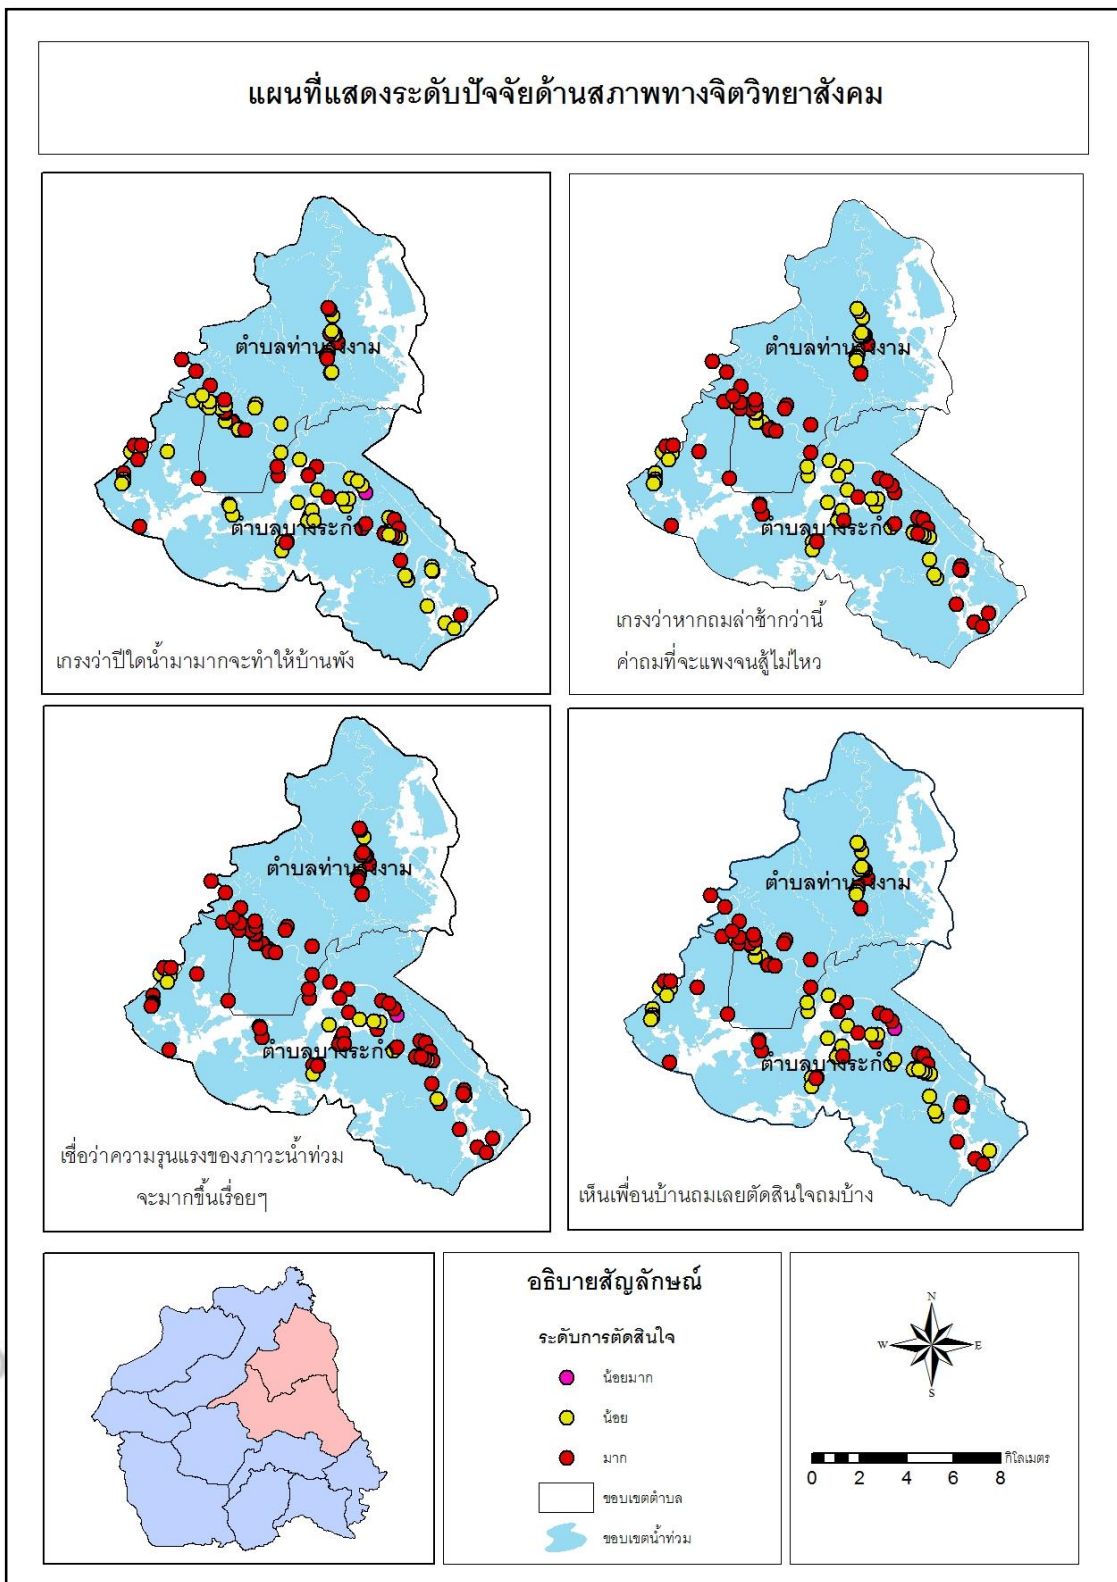 แผนที่แสดงระดับปัจจัยด้านสภาพทางจิตวิทยาสังคม
ตำบลท่านางงาม
ตำบลบางระกำ
เกรงว่าปีใดน้ำมามากจะทำให้บ้านพัง
ตำบลท่านางงาม
ตำบลบางระกำ
เกรงว่าหากถมล่าช้ากว่านี้
ค่าถมที่จะแพงจนสู้ไม่ไหว
ตำบลท่านางงาม
ตำบลบางระกำ
เชื่อว่าความรุนแรงของภาวะน้ำท่วม
จะมากขึ้นเรื่อยๆ
ตำบลท่านางงาม
ตำบลบางระกำ
เห็นเพื่อนบ้านถมเลยตัดสินใจถมบ้าง
อธิบายสัญลักษณ์
ระดับการตัดสินใจ
น้อยมาก
น้อย
มาก
ขอบเขตตำบล
ขอบเขตน้ำท่วม
N
W E
S
กิโลเมตร
0 2 4 6 8